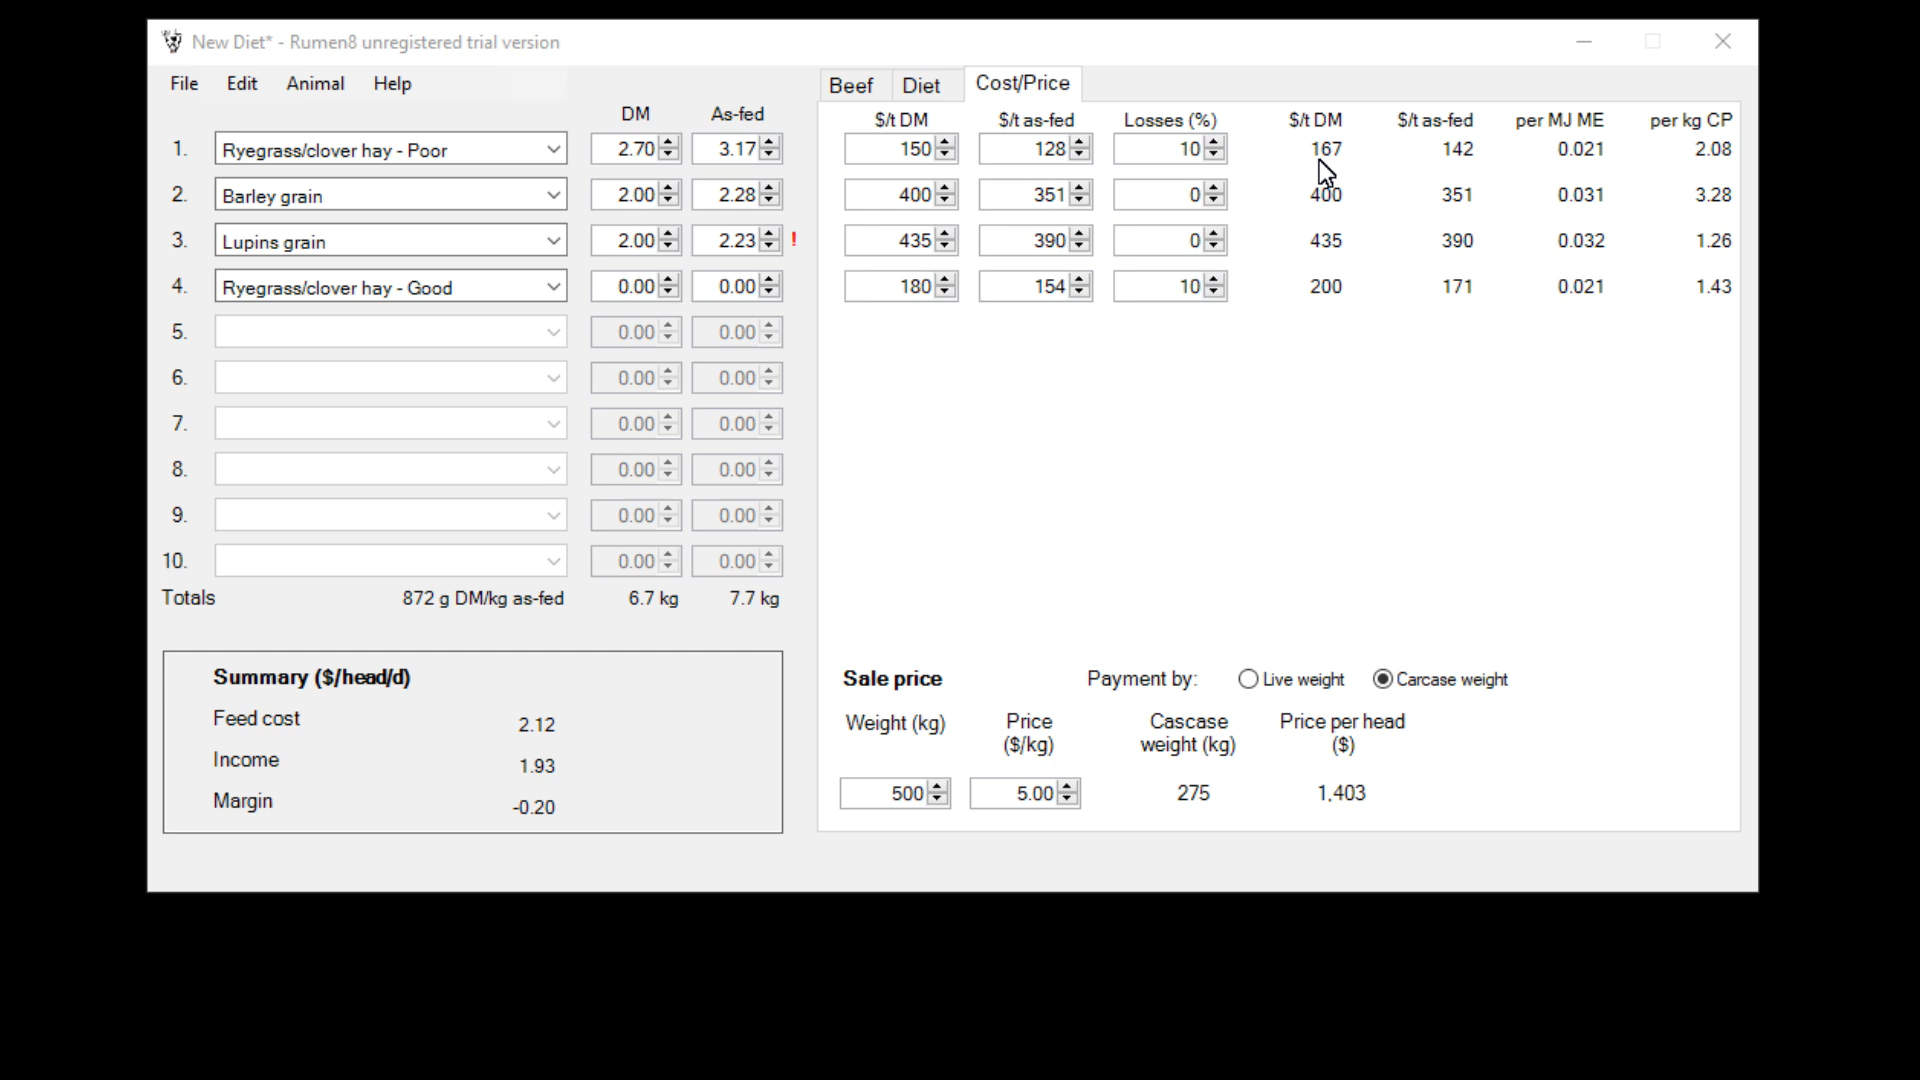 New Diet* - Rumen8 unregistered trial version
File Edit Animal Help
Beef Diet Cost/Price
DM As-fed $/t DM $/t as-fed Losses (%) $/t DM $/t as-fed per MJ ME per kg CP
1. Ryegrass/clover hay - Poor 2.70 3.17 150 128 10 167 142 0.021 2.08
2. Barley grain 2.00 2.28 400 351 0 400 351 0.031 3.28
3. Lupins grain 2.00 2.23 ! 435 390 0 435 390 0.032 1.26
4. Ryegrass/clover hay - Good 0.00 0.00 180 154 10 200 171 0.021 1.43
5. 0.00 0.00
6. 0.00 0.00
7. 0.00 0.00
8. 0.00 0.00
9. 0.00 0.00
10. 0.00 0.00
Totals 872 g DM/kg as-fed 6.7 kg 7.7 kg
Summary ($/head/d)
Feed cost 2.12
Income 1.93
Margin -0.20
Sale price Payment by: Live weight Carcase weight
Weight (kg) Price Cascase Price per head
($/kg) weight (kg) ($)
500 5.00 275 1,403